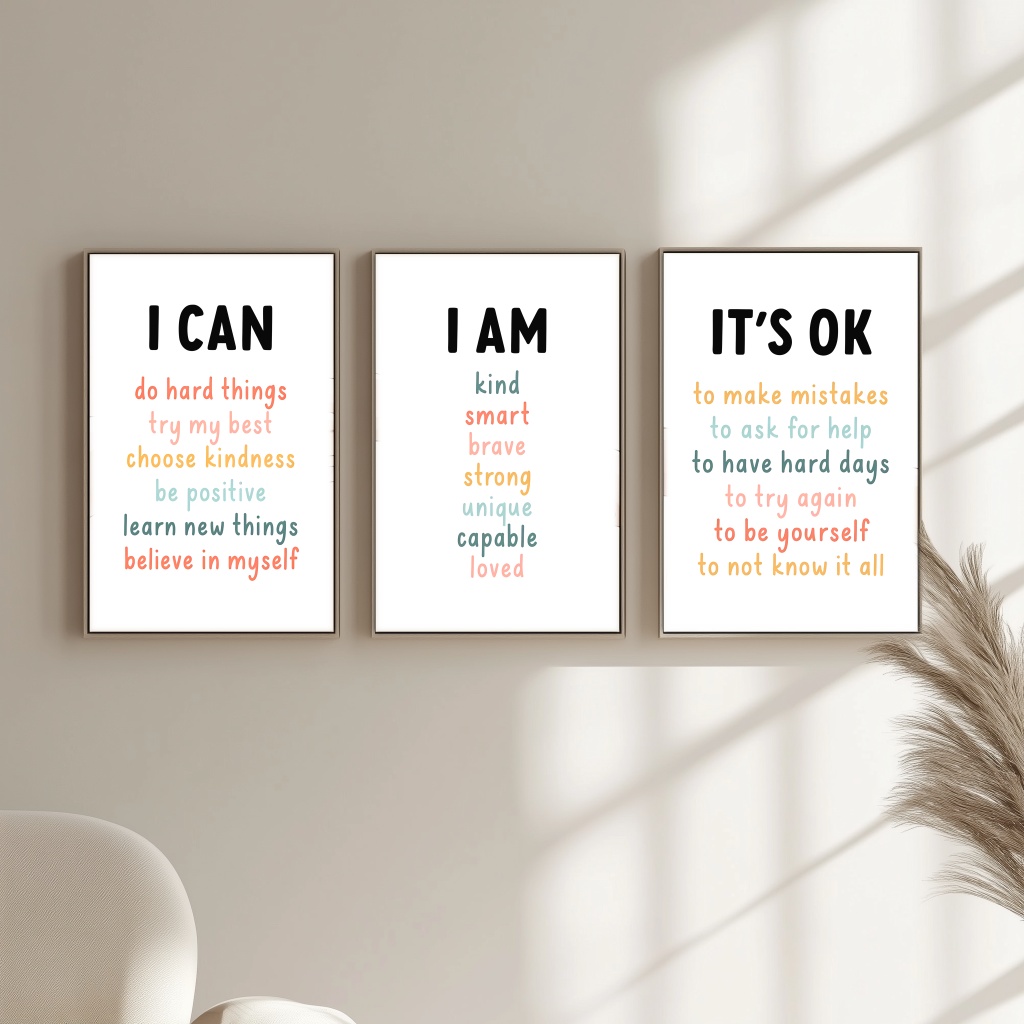 I CAN
do hard things
try my best
choose kindness
be positive
learn new things
believe in myself
I AM
kind
smart
brave
strong
unique
capable
loved
IT'S OK
to make mistakes
to ask for help
to have hard days
to try again
to be yourself
to not know it all